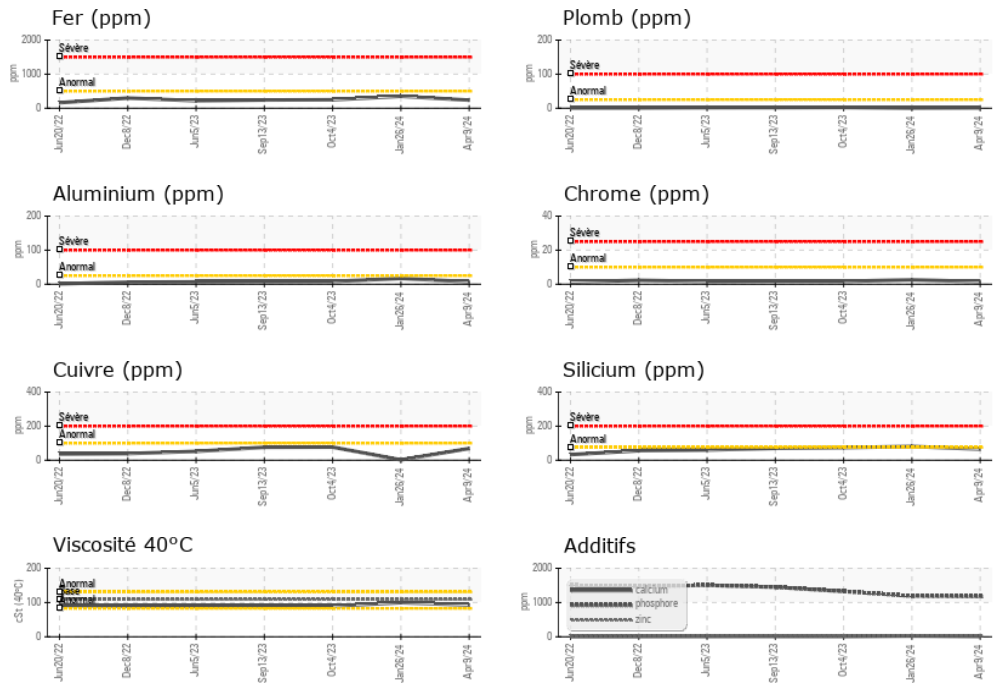 Fer (ppm)
2000
1000
0
ppm
Sévère
Anormal
Jun20/22
Dec8/22
Jun5/23
Sep13/23
Oct4/23
Jan26/24
Apr9/24
Plomb (ppm)
200
100
0
ppm
Sévère
Anormal
Jun20/22
Dec8/22
Jun5/23
Sep13/23
Oct4/23
Jan26/24
Apr9/24
Aluminium (ppm)
200
100
0
ppm
Sévère
Anormal
Jun20/22
Dec8/22
Jun5/23
Sep13/23
Oct4/23
Jan26/24
Apr9/24
Chrome (ppm)
40
20
0
ppm
Sévère
Anormal
Jun20/22
Dec8/22
Jun5/23
Sep13/23
Oct4/23
Jan26/24
Apr9/24
Cuivre (ppm)
400
200
0
ppm
Sévère
Anormal
Jun20/22
Dec8/22
Jun5/23
Sep13/23
Oct4/23
Jan26/24
Apr9/24
Silicium (ppm)
400
200
0
ppm
Sévère
Anormal
Jun20/22
Dec8/22
Jun5/23
Sep13/23
Oct4/23
Jan26/24
Apr9/24
Viscosité 40°C
200
100
0
cSt (40°C)
Anormal
Base
Anormal
Jun20/22
Dec8/22
Jun5/23
Sep13/23
Oct4/23
Jan26/24
Apr9/24
Additifs
2000
1000
0
ppm
calcium
phosphore
zinc
Jun20/22
Dec8/22
Jun5/23
Sep13/23
Oct4/23
Jan26/24
Apr9/24